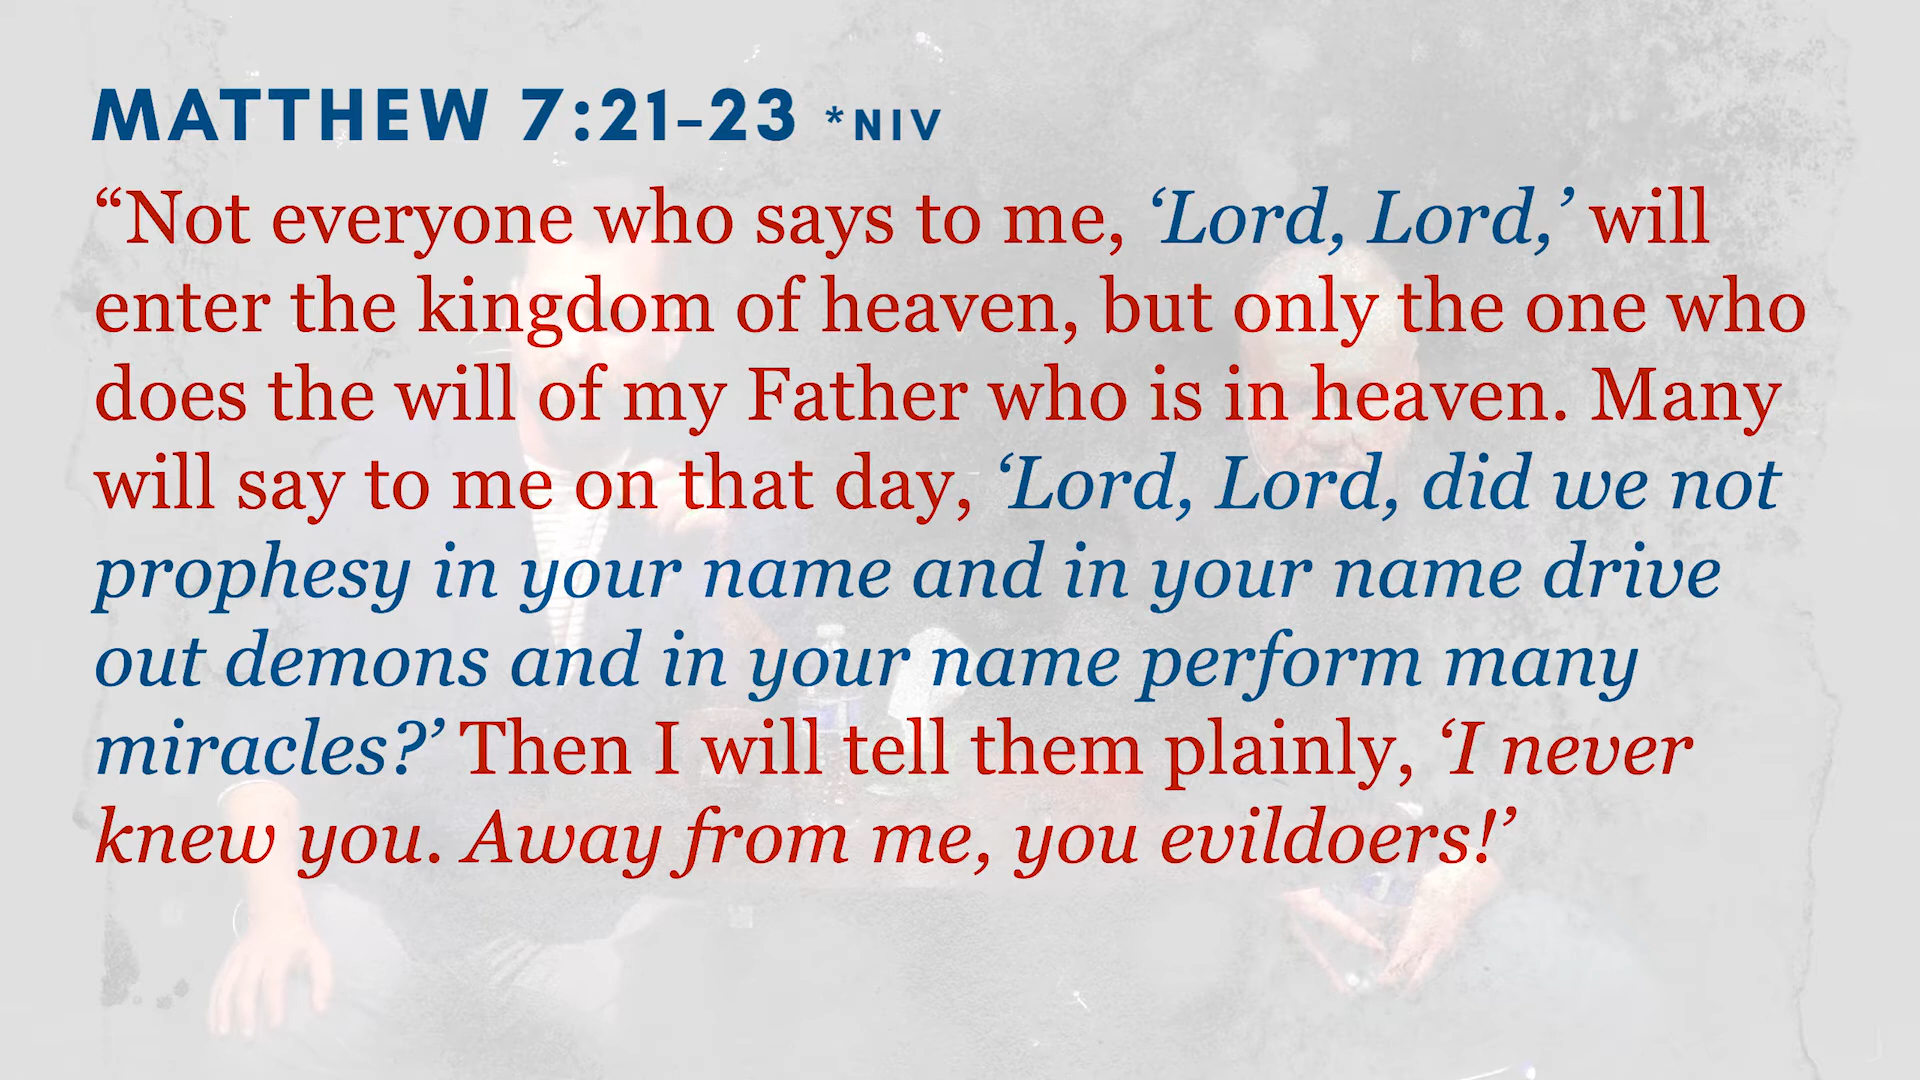 MATTHEW 7:21–23 *NIV
“Not everyone who says to me, ‘Lord, Lord,’ will
enter the kingdom of heaven, but only the one who
does the will of my Father who is in heaven. Many
will say to me on that day, ‘Lord, Lord, did we not
prophesy in your name and in your name drive
out demons and in your name perform many
miracles?’ Then I will tell them plainly, ‘I never
knew you. Away from me, you evildoers!’